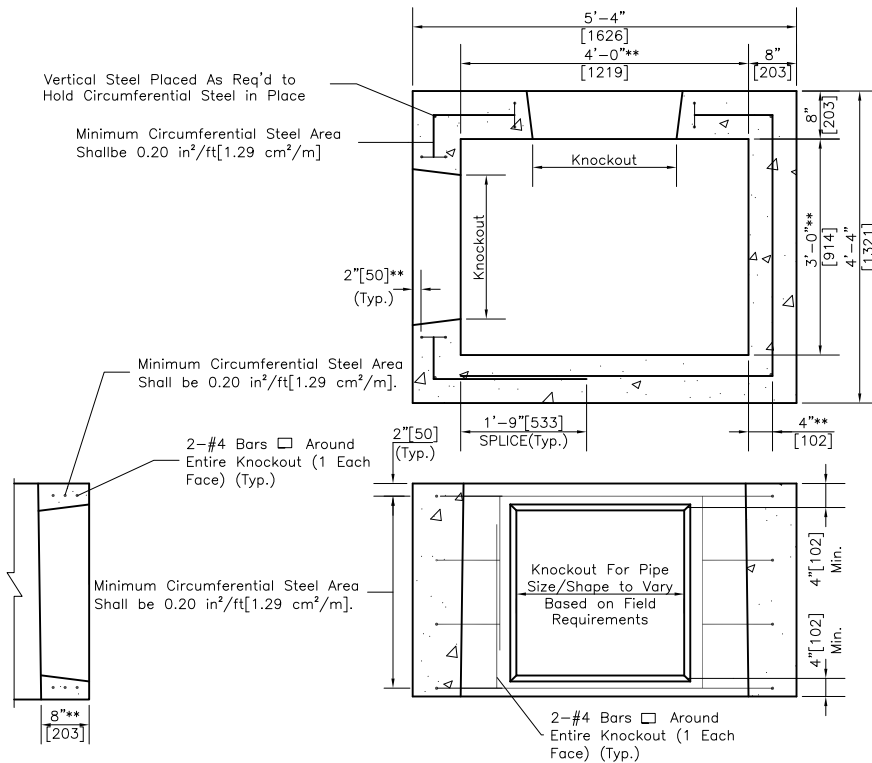 5'-4"
[1626]
4'-0"**
[1219]
8"
[203]
Vertical Steel Placed As Req'd to
Hold Circumferential Steel in Place
Minimum Circumferential Steel Area
Shallbe 0.20 in²/ft[1.29 cm²/m]
8"
[203]
Knockout
Knockout
3'-0"**
[914]
4'-4"
[1321]
2"[50]**
(Typ.)
Minimum Circumferential Steel Area
Shall be 0.20 in²/ft[1.29 cm²/m].
1'-9"[533]
SPLICE(Typ.)
4"**
[102]
2"[50]
(Typ.)
2-#4 Bars □ Around
Entire Knockout (1 Each
Face) (Typ.)
Minimum Circumferential Steel Area
Shall be 0.20 in²/ft[1.29 cm²/m].
Knockout For Pipe
Size/Shape to Vary
Based on Field
Requirements
4"[102]
Min.
4"[102]
Min.
8"**
[203]
2-#4 Bars □ Around
Entire Knockout (1 Each
Face) (Typ.)